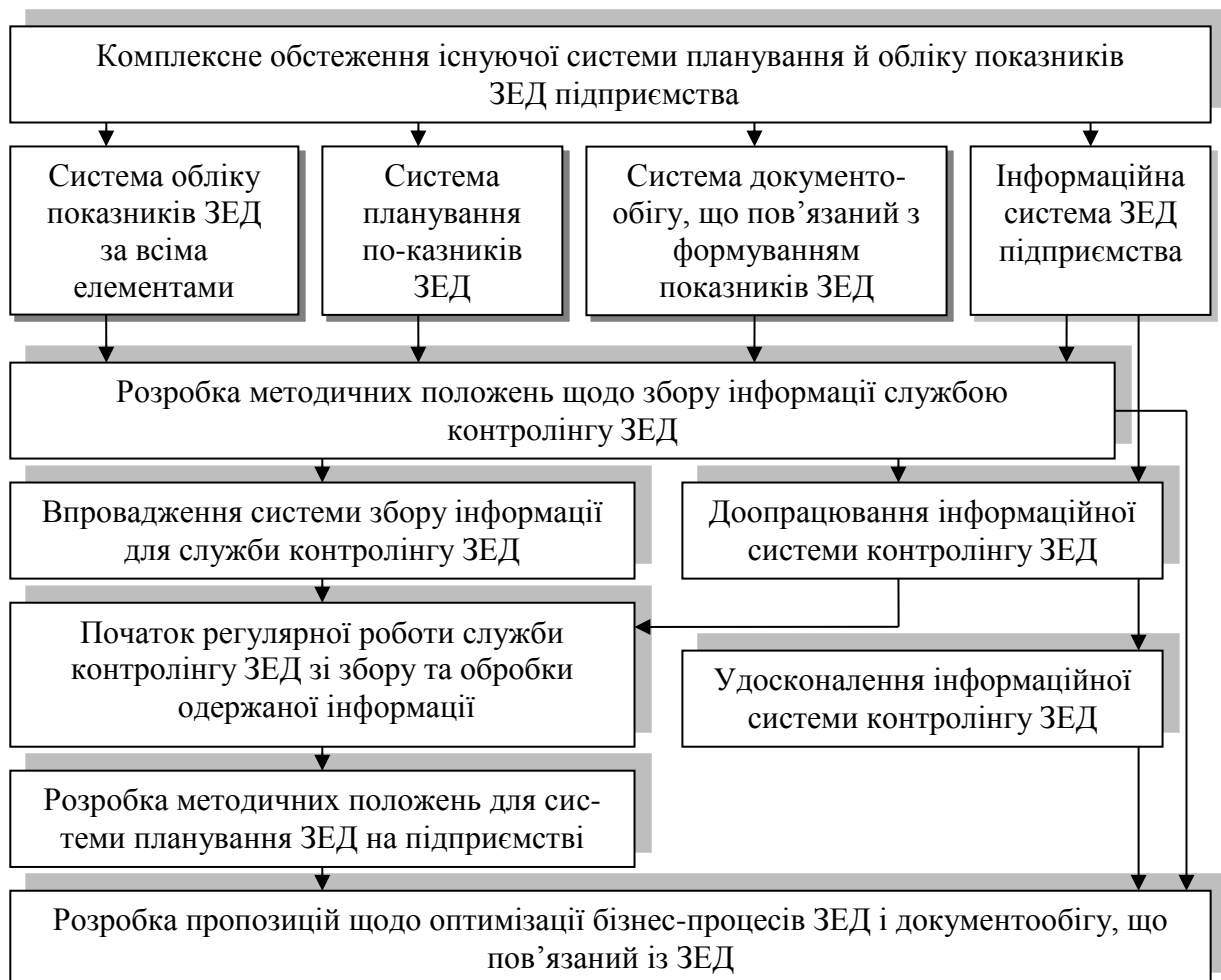 Комплексне обстеження існуючої системи планування й обліку показників
ЗЕД підприємства
Система обліку
показників ЗЕД
за всіма
елементами
Система
планування
по-казників
ЗЕД
Система документо-
обігу, що пов’язаний з
формуванням
показників ЗЕД
Інформаційна
система ЗЕД
підприємства
Розробка методичних положень щодо збору інформації службою
контролінгу ЗЕД
Впровадження системи збору інформації
для служби контролінгу ЗЕД
Доопрацювання інформаційної
системи контролінгу ЗЕД
Початок регулярної роботи служби
контролінгу ЗЕД зі збору та обробки
одержаної інформації
Удосконалення інформаційної
системи контролінгу ЗЕД
Розробка методичних положень для сис-
теми планування ЗЕД на підприємстві
Розробка пропозицій щодо оптимізації бізнес-процесів ЗЕД і документообігу, що
пов’язаний із ЗЕД